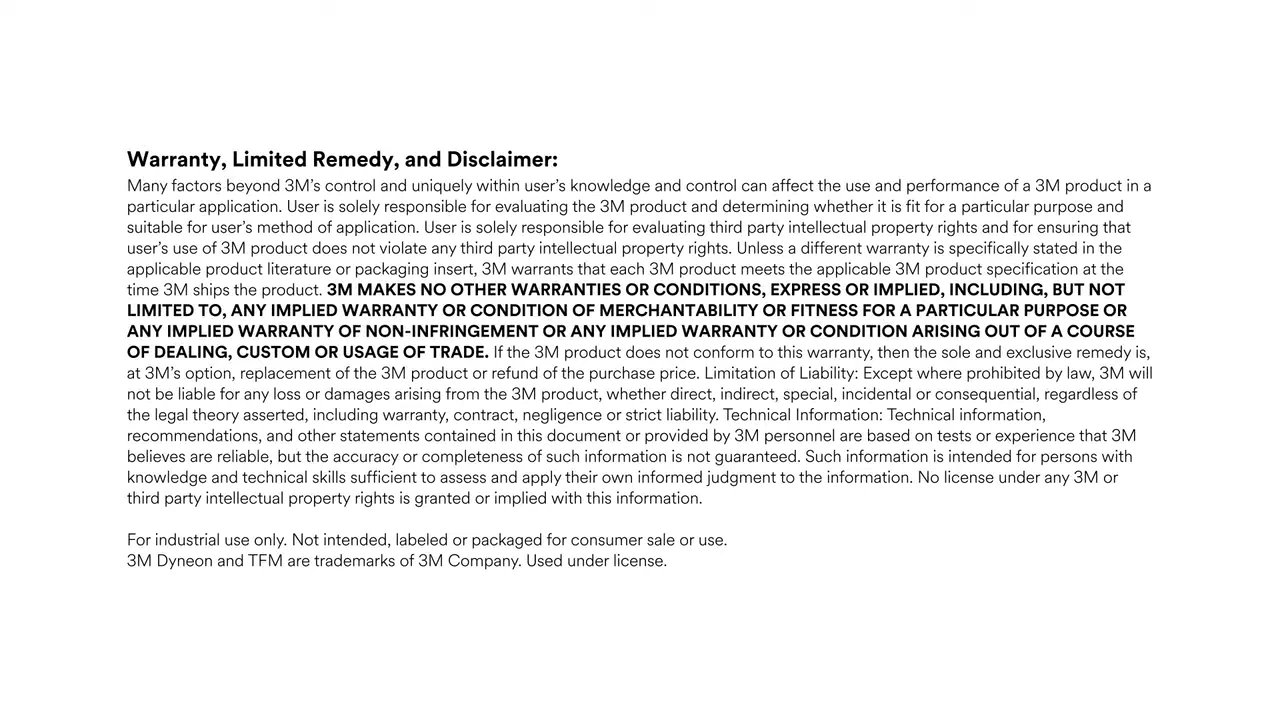 Warranty, Limited Remedy, and Disclaimer:
Many factors beyond 3M’s control and uniquely within user’s knowledge and control can affect the use and performance of a 3M product in a
particular application. User is solely responsible for evaluating the 3M product and determining whether it is fit for a particular purpose and
suitable for user’s method of application. User is solely responsible for evaluating third party intellectual property rights and for ensuring that
user’s use of 3M product does not violate any third party intellectual property rights. Unless a different warranty is specifically stated in the
applicable product literature or packaging insert, 3M warrants that each 3M product meets the applicable 3M product specification at the
time 3M ships the product. 3M MAKES NO OTHER WARRANTIES OR CONDITIONS, EXPRESS OR IMPLIED, INCLUDING, BUT NOT
LIMITED TO, ANY IMPLIED WARRANTY OR CONDITION OF MERCHANTABILITY OR FITNESS FOR A PARTICULAR PURPOSE OR
ANY IMPLIED WARRANTY OF NON-INFRINGEMENT OR ANY IMPLIED WARRANTY OR CONDITION ARISING OUT OF A COURSE
OF DEALING, CUSTOM OR USAGE OF TRADE. If the 3M product does not conform to this warranty, then the sole and exclusive remedy is,
at 3M’s option, replacement of the 3M product or refund of the purchase price. Limitation of Liability: Except where prohibited by law, 3M will
not be liable for any loss or damages arising from the 3M product, whether direct, indirect, special, incidental or consequential, regardless of
the legal theory asserted, including warranty, contract, negligence or strict liability. Technical Information: Technical information,
recommendations, and other statements contained in this document or provided by 3M personnel are based on tests or experience that 3M
believes are reliable, but the accuracy or completeness of such information is not guaranteed. Such information is intended for persons with
knowledge and technical skills sufficient to assess and apply their own informed judgment to the information. No license under any 3M or
third party intellectual property rights is granted or implied with this information.
For industrial use only. Not intended, labeled or packaged for consumer sale or use.
3M Dyneon and TFM are trademarks of 3M Company. Used under license.